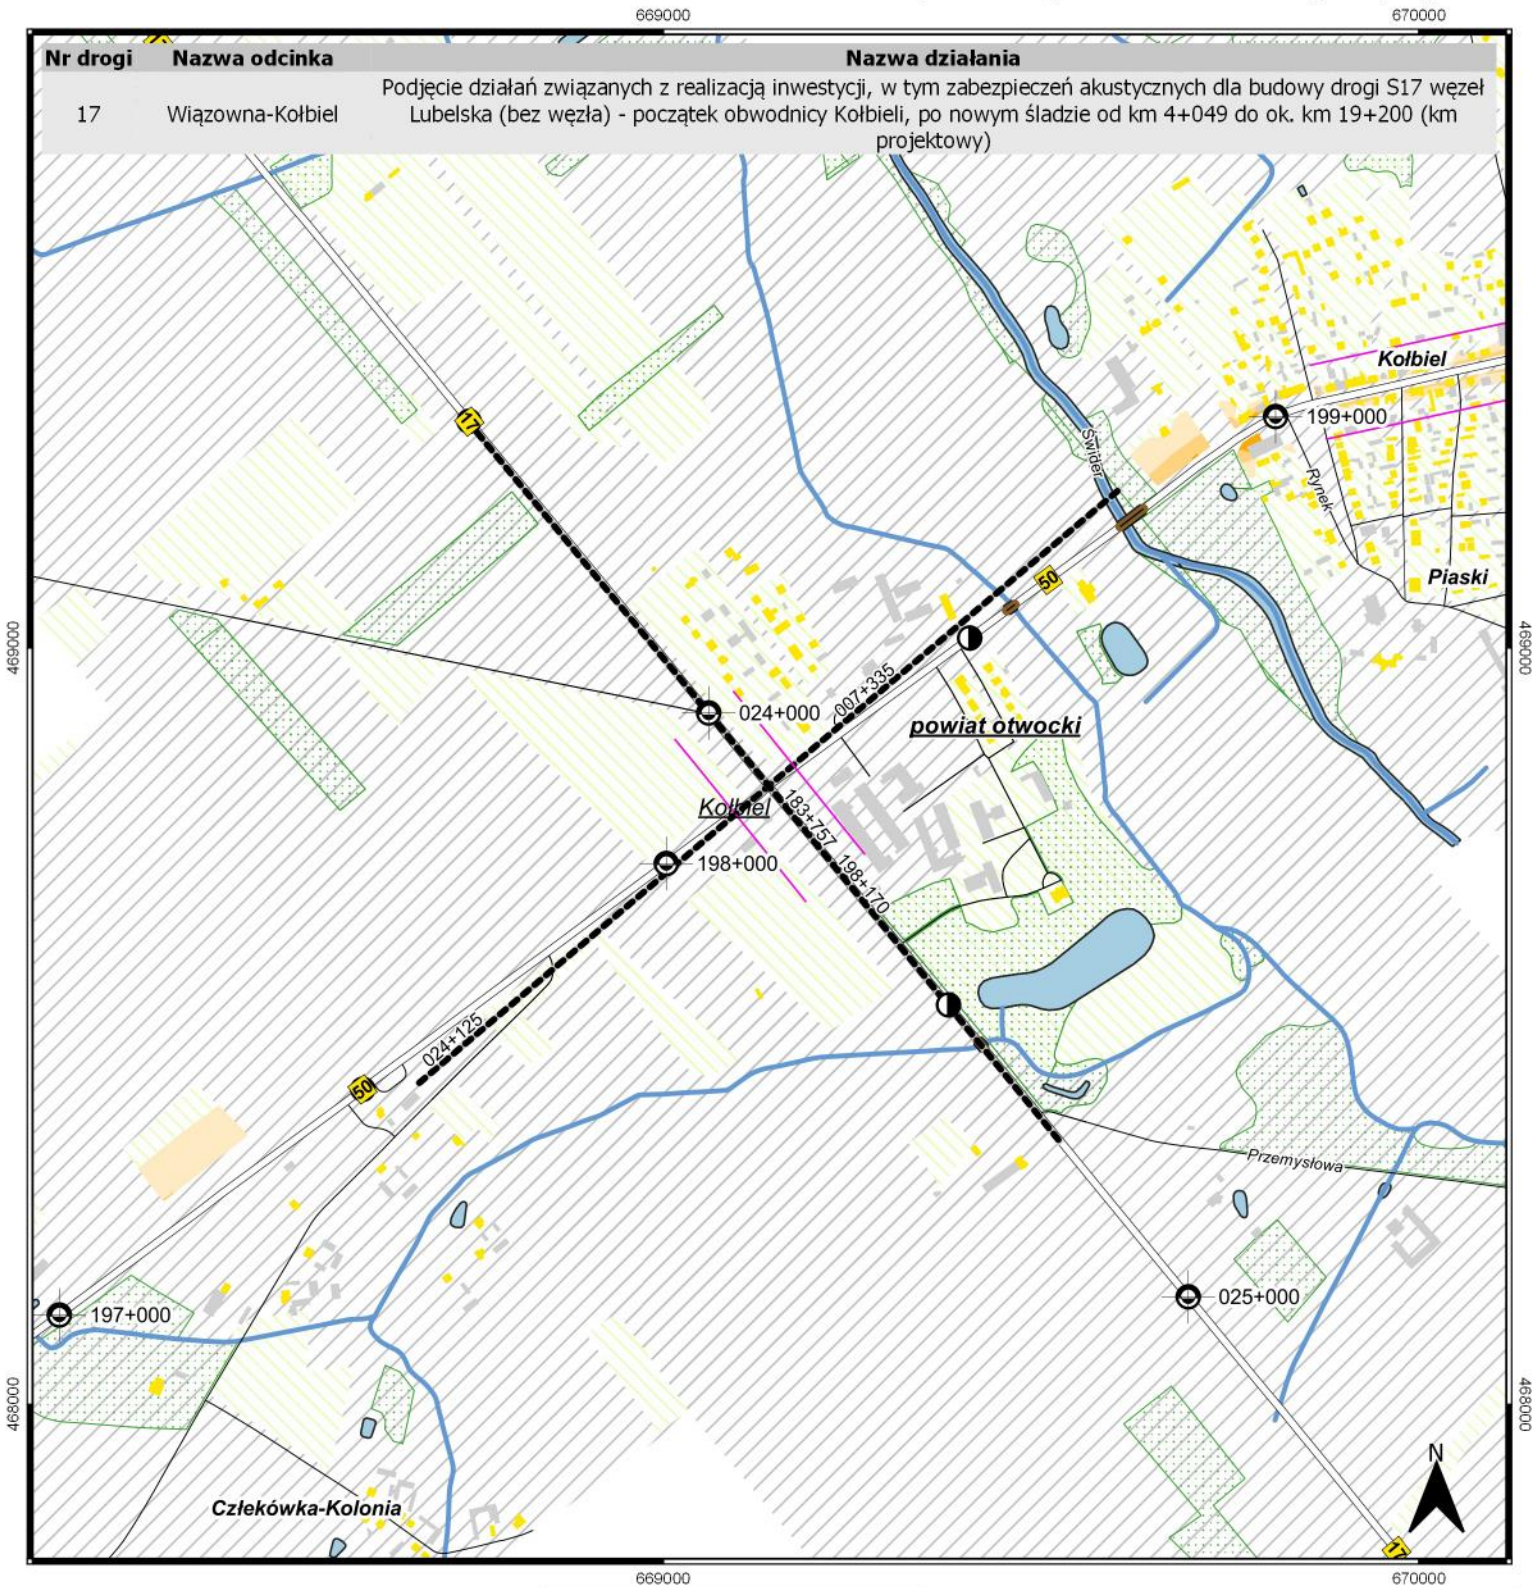 669000 670000
Nr drogi Nazwa odcinka Nazwa działania
Podjęcie działań związanych z realizacją inwestycji, w tym zabezpieczeń akustycznych dla budowy drogi S17 węzeł
17 Wiązowna-Kołbiel Lubelska (bez węzła) - początek obwodnicy Kołbieli, po nowym śladzie od km 4+049 do ok. km 19+200 (km
projektowy)
Kołbiel
17
199+000
Świder
Rynek
50
Piaski
469000
469000
007+335
024+000
powiat otwocki
Kołbiel
183+757 198+170
198+000
024+125
50
Przemysłowa
025+000
197+000
468000
468000
N
Człekówka-Kolonia
17
669000 670000